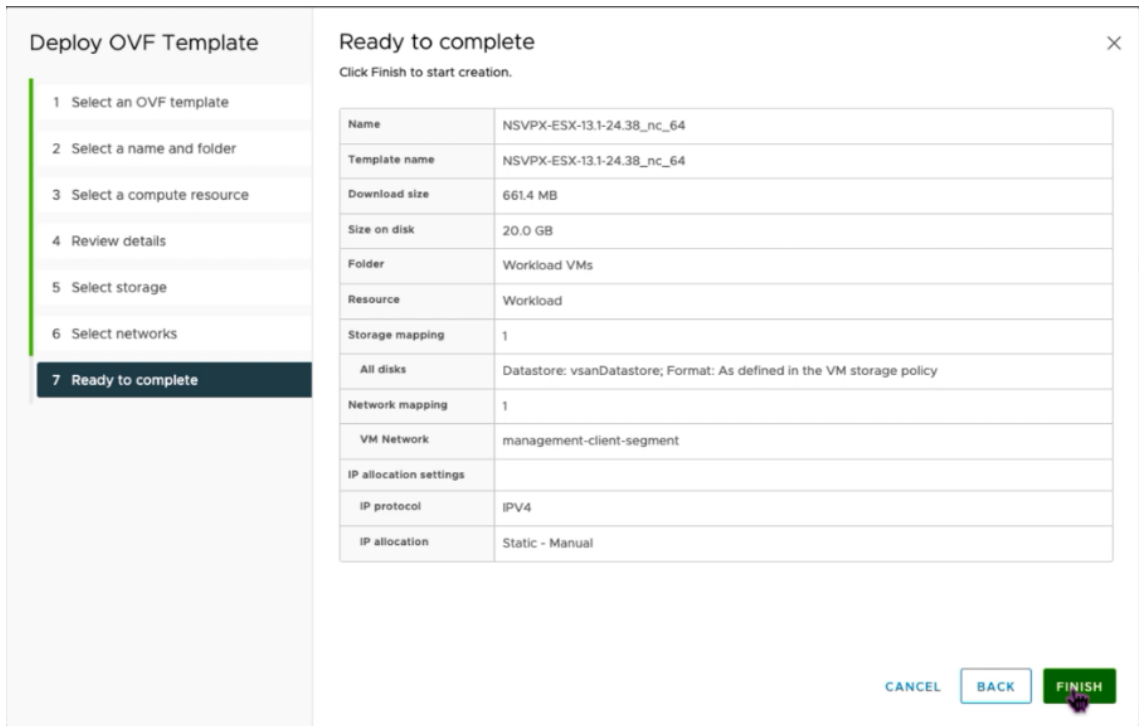 Deploy OVF Template
1 Select an OVF template
2 Select a name and folder
3 Select a compute resource
4 Review details
5 Select storage
6 Select networks
7 Ready to complete
Ready to complete
Click Finish to start creation.
Name NSVPX-ESX-13.1-24.38_nc_64
Template name NSVPX-ESX-13.1-24.38_nc_64
Download size 661.4 MB
Size on disk 20.0 GB
Folder Workload VMs
Resource Workload
Storage mapping 1
All disks Datastore: vsanDatastore; Format: As defined in the VM storage policy
Network mapping 1
VM Network management-client-segment
IP allocation settings
IP protocol IPV4
IP allocation Static - Manual
CANCEL BACK FINISH